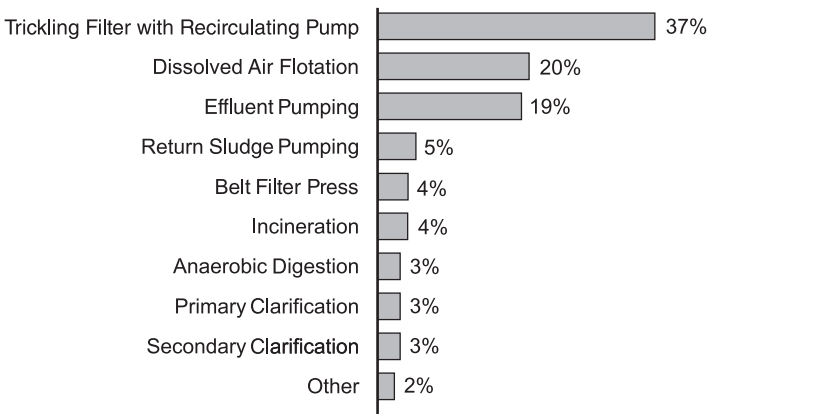 Trickling Filter with Recirculating Pump 37%
Dissolved Air Flotation 20%
Effluent Pumping 19%
Return Sludge Pumping 5%
Belt Filter Press 4%
Incineration 4%
Anaerobic Digestion 3%
Primary Clarification 3%
Secondary Clarification 3%
Other 2%